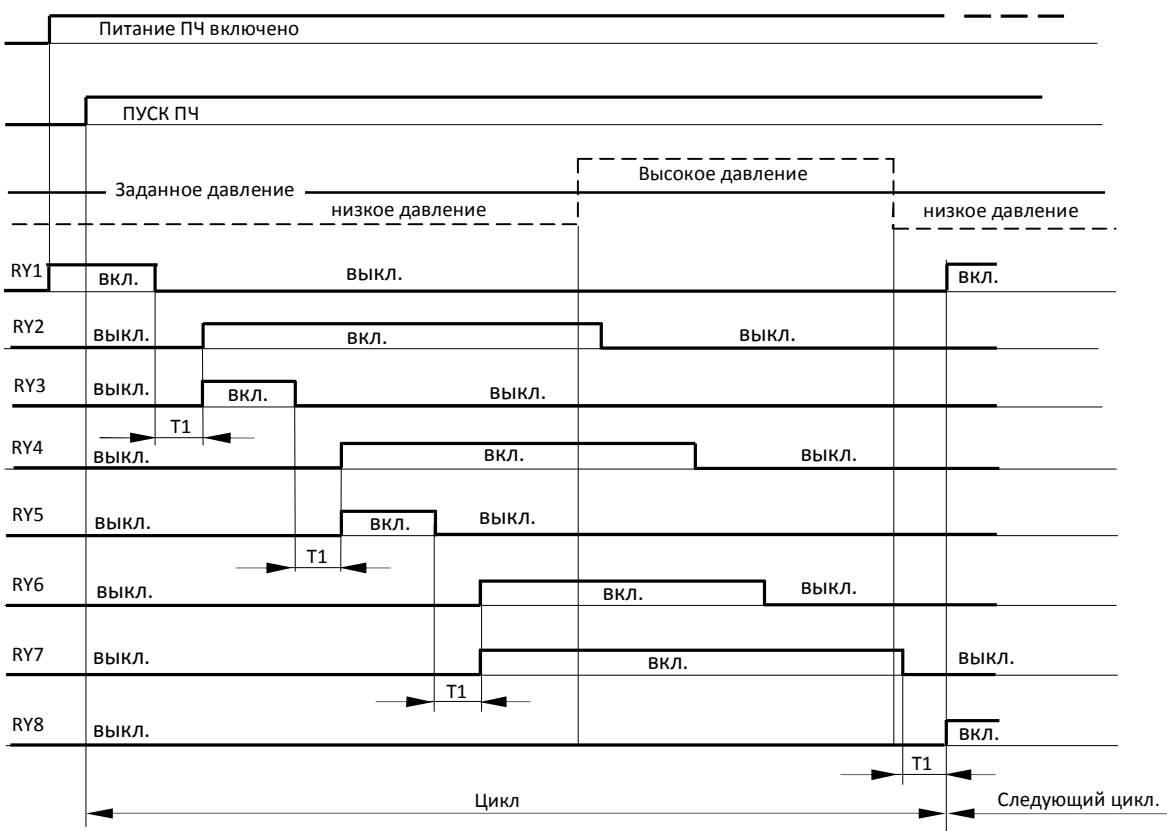 Питание ПЧ включено
ПУСК ПЧ
Высокое давление
Заданное давление
низкое давление
низкое давление
RY1 вкл. выкл. вкл.
RY2 выкл. вкл. выкл.
RY3 выкл. вкл. выкл.
T1
RY4 выкл. вкл. выкл.
RY5 выкл. вкл. выкл.
T1
RY6 выкл. вкл. выкл.
RY7 выкл. вкл. выкл.
T1
RY8 выкл. вкл.
T1
Цикл Следующий цикл.